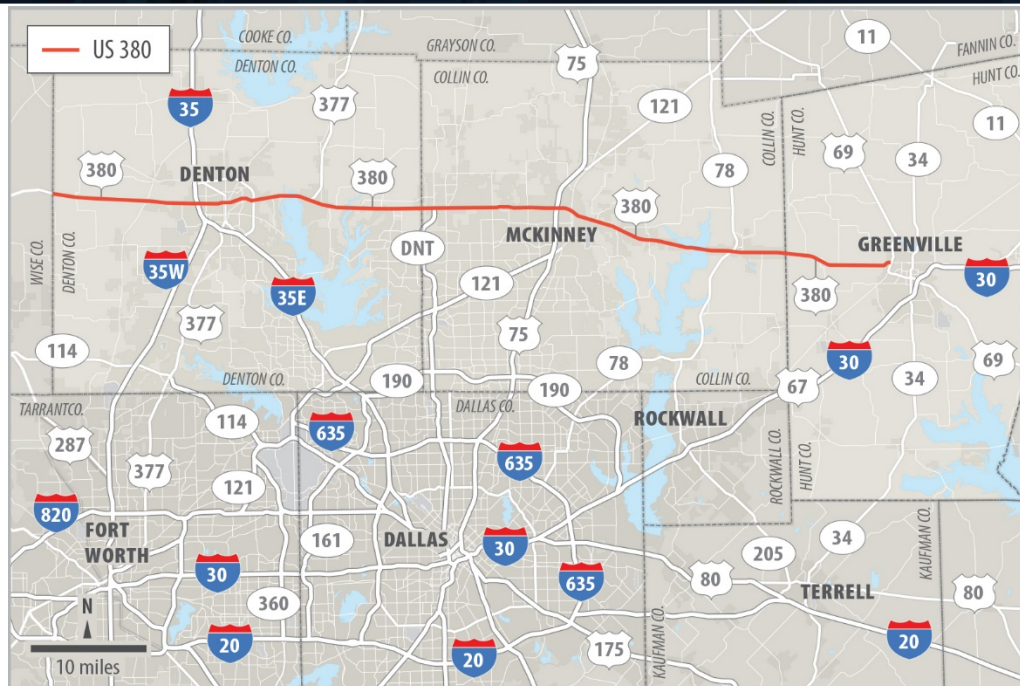 US 380
COOKE CO.
DENTON CO.
GRAYSON CO.
COLLIN CO.
75
11
FANNIN CO.
HUNT CO.
35
377
121
11
COLLIN CO.
HUNT CO.
69
34
78
380
DENTON
380
380
MCKINNEY
GREENVILLE
DNT
WISE CO.
DENTON CO.
35W
35E
121
380
30
377
75
114
78
30
69
34
DENTON CO.
190
190
COLLIN CO.
67
TARRANTCO.
DALLAS CO.
ROCKWALL
114
635
287
377
635
ROCKWALL CO.
HUNT CO.
121
820
FORT
WORTH
161
DALLAS
30
205
34
KAUFMAN CO.
30
635
80
TERRELL
80
360
N
10 miles
20
20
175
KAUFMAN CO.
20